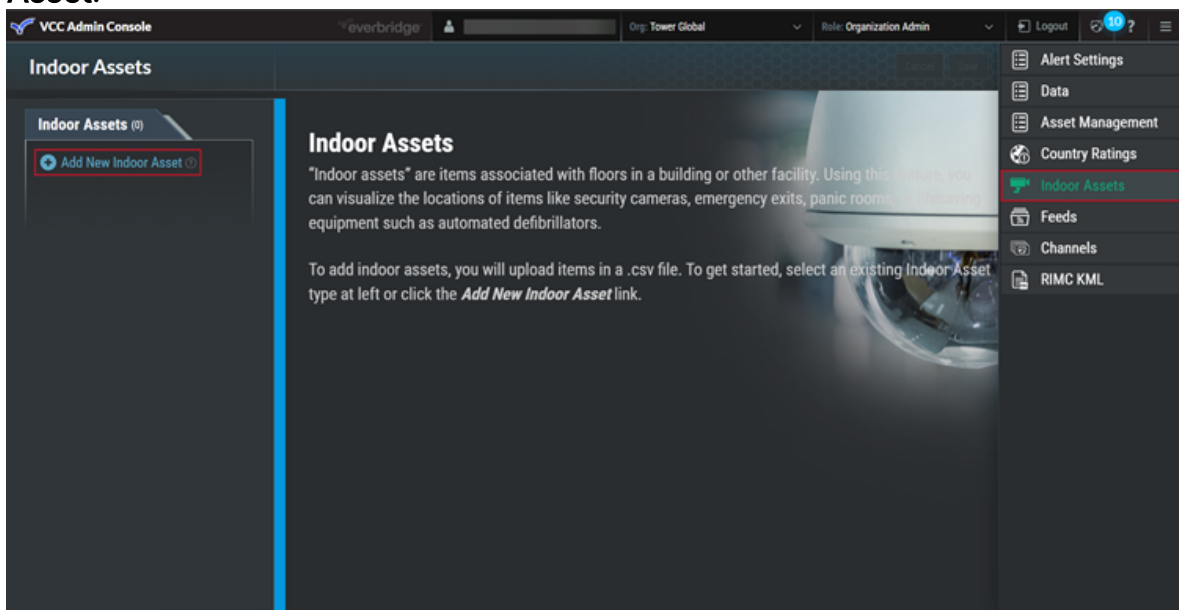 Asset.
VCC Admin Console
everbridge
Org: Tower Global
Role: Organization Admin
Logout
10
?
Indoor Assets
Cancel
Save
Alert Settings
Data
Asset Management
Country Ratings
Indoor Assets
Feeds
Channels
RIMC KML
Indoor Assets (0)
Add New Indoor Asset
Indoor Assets
"Indoor assets" are items associated with floors in a building or other facility. Using this feature, you
can visualize the locations of items like security cameras, emergency exits, panic rooms, lifesaving
equipment such as automated defibrillators.
To add indoor assets, you will upload items in a .csv file. To get started, select an existing Indoor Asset
type at left or click the Add New Indoor Asset link.